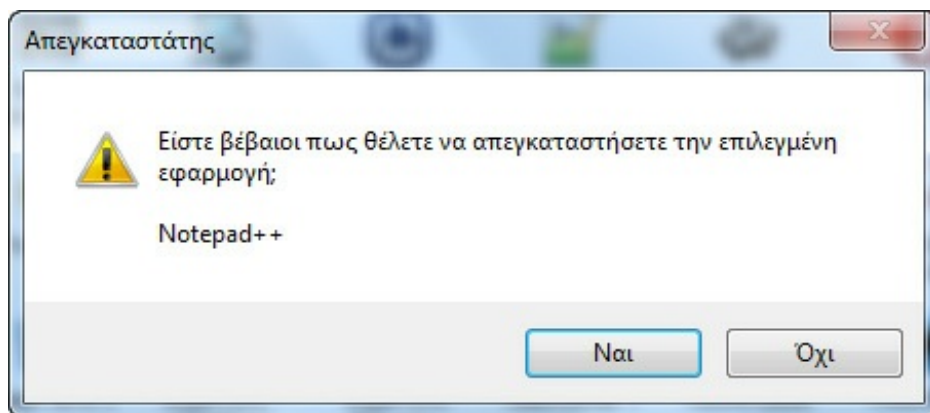 Απεγκαταστάτης
Είστε βέβαιοι πως θέλετε να απεγκαταστήσετε την επιλεγμένη
εφαρμογή;
Notepad++
Ναι
Όχι